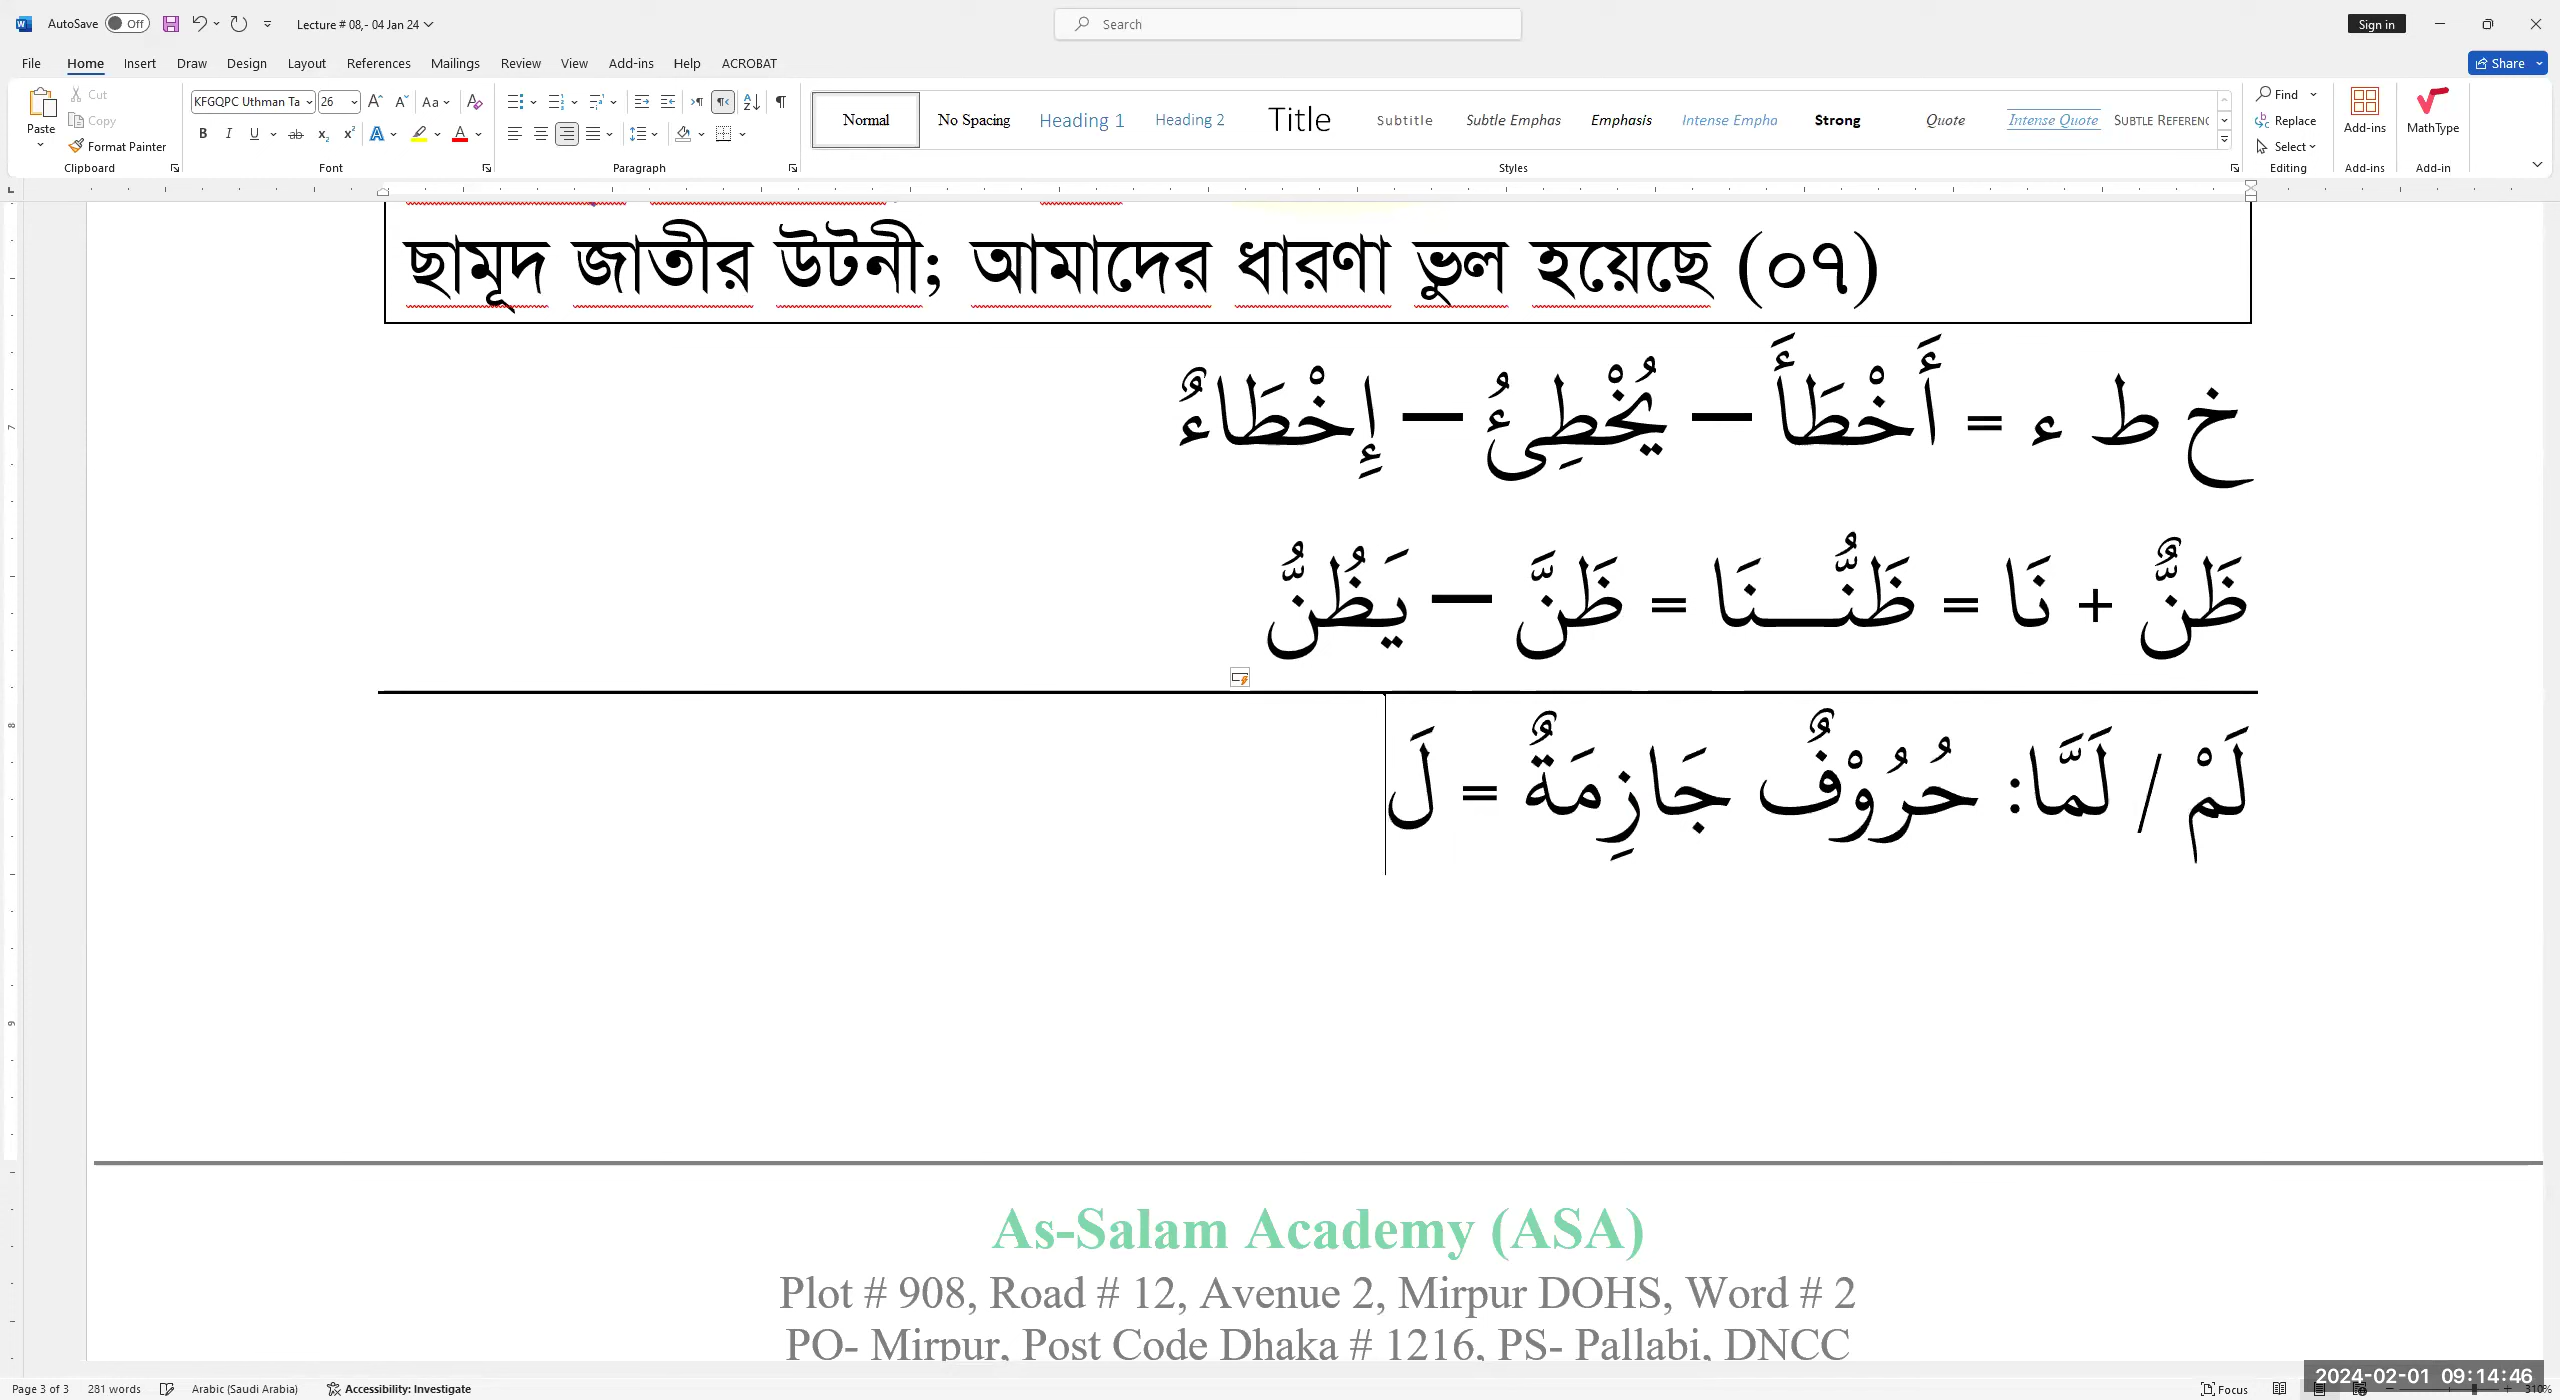 AutoSave Off Lecture # 08,- 04 Jan 24 Search Sign in
File Home Insert Draw Design Layout References Mailings Review View Add-ins Help ACROBAT Share
Paste Cut Copy Format Painter Clipboard
KFGQPC Uthman Ta 26 Font
Paragraph
Normal No Spacing Heading 1 Heading 2 Title Subtitle Subtle Emphas Emphasis Intense Empha Strong Quote Intense Quote Subtle Referenc Styles
Find Replace Select Editing
Add-ins Add-ins
MathType Add-in
ছামূদ জাতীর উটনী; আমাদের ধারণা ভুল হয়েছে (০৭)
خ ط ء = أَخْطَأَ – يُخْطِئُ – إِخْطَاءٌ
ظَنٌّ + نَا = ظَنُّـــنَا = ظَنَّ – يَظُنُّ
لَمْ / لَمَّا: حُرُوْفٌ جَازِمَةٌ = لَ
As-Salam Academy (ASA)
Plot # 908, Road # 12, Avenue 2, Mirpur DOHS, Word # 2
PO- Mirpur, Post Code Dhaka # 1216, PS- Pallabi, DNCC
Page 3 of 3 281 words Arabic (Saudi Arabia) Accessibility: Investigate Focus 310%
2024-02-01 09:14:46